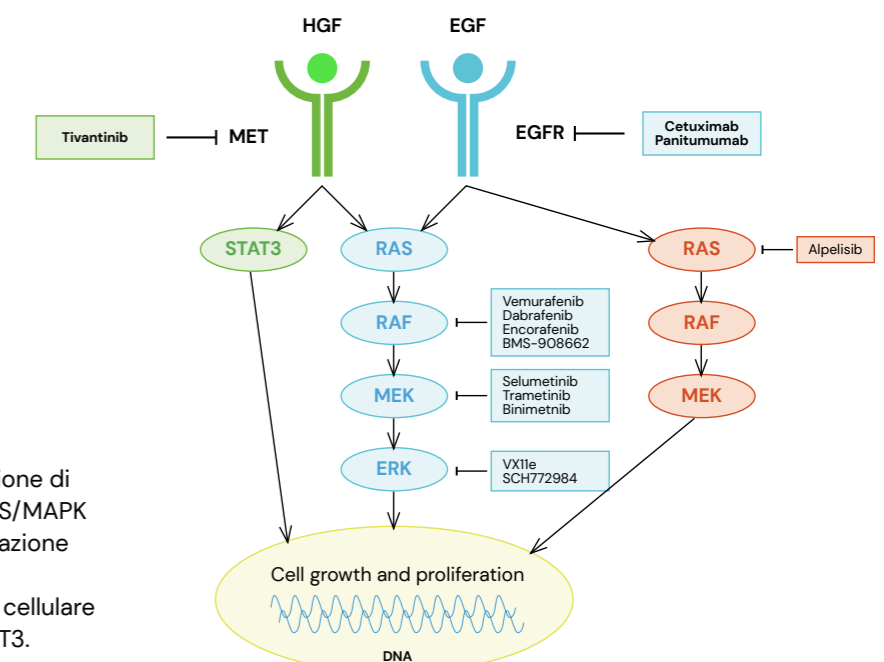 HGF
EGF
Tivantinib
MET
EGFR
Cetuximab
Panitumumab
STAT3
RAS
RAS
Alpelisib
RAF
Vemurafenib
Dabrafenib
Encorafenib
BMS-908662
RAF
MEK
Selumetinib
Trametinib
Binimetnib
MEK
ERK
VX11e
SCH772984
ione di
S/MAPK
azione
cellulare
T3.
Cell growth and proliferation
DNA